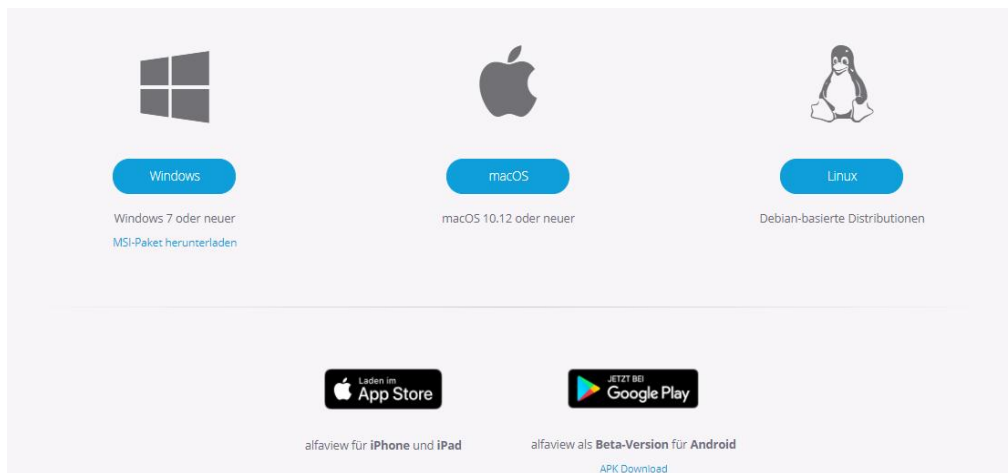 Windows
macOS
Linux
Windows 7 oder neuer
macOS 10.12 oder neuer
Debian-basierte Distributionen
MSI-Paket herunterladen
Laden im
App Store
JETZT BEI
Google Play
alfaview für iPhone und iPad
alfaview als Beta-Version für Android
APK Download